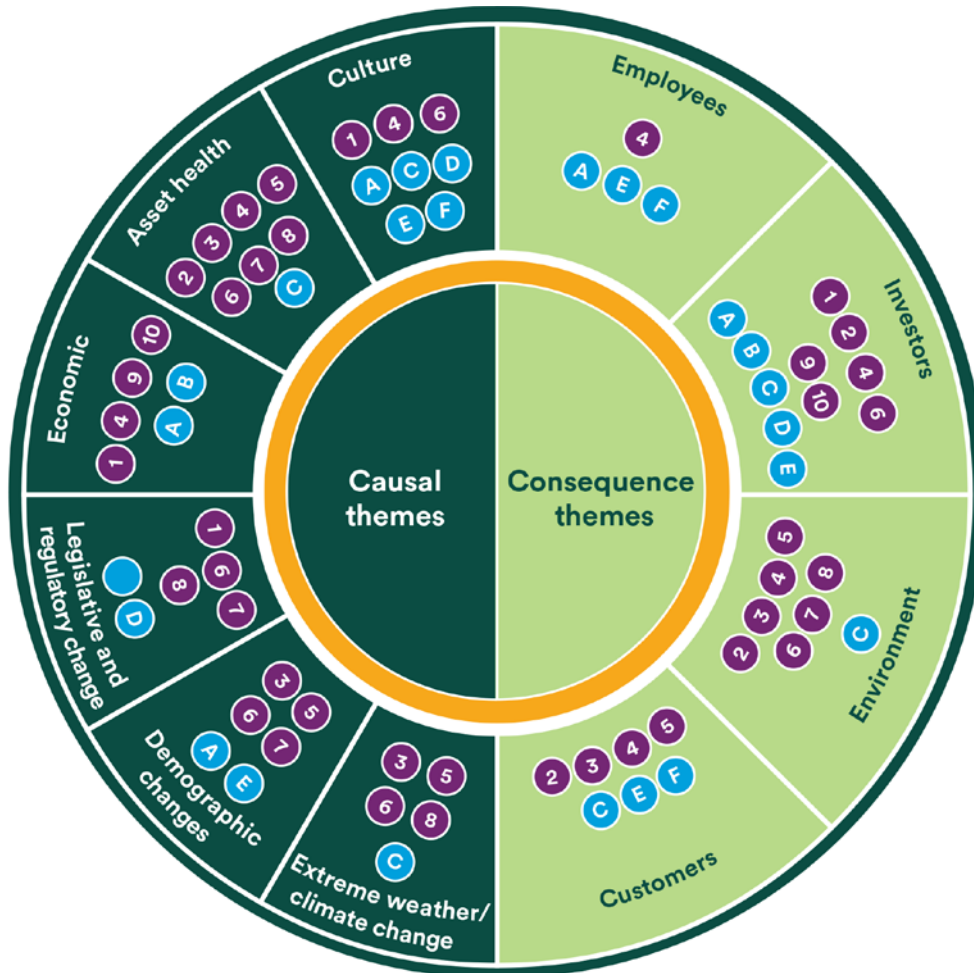 Causal
themes
Consequence
themes
Culture
1 4 6
A C D
E F
Asset health
2 3 4 5
6 7 8
C
Economic
1 4 9 10
A B
Legislative and
regulatory change
1
8 6
7
D
Demographic
changes
3
6 5
7
A E
Extreme weather/
climate change
3 5
6 8
C
Employees
4
A E F
Investors
1
2
4
6
9
10
A
B
C
D
E
Environment
5
4 8
3 7
2 6
C
Customers
2 3 4 5
C E F